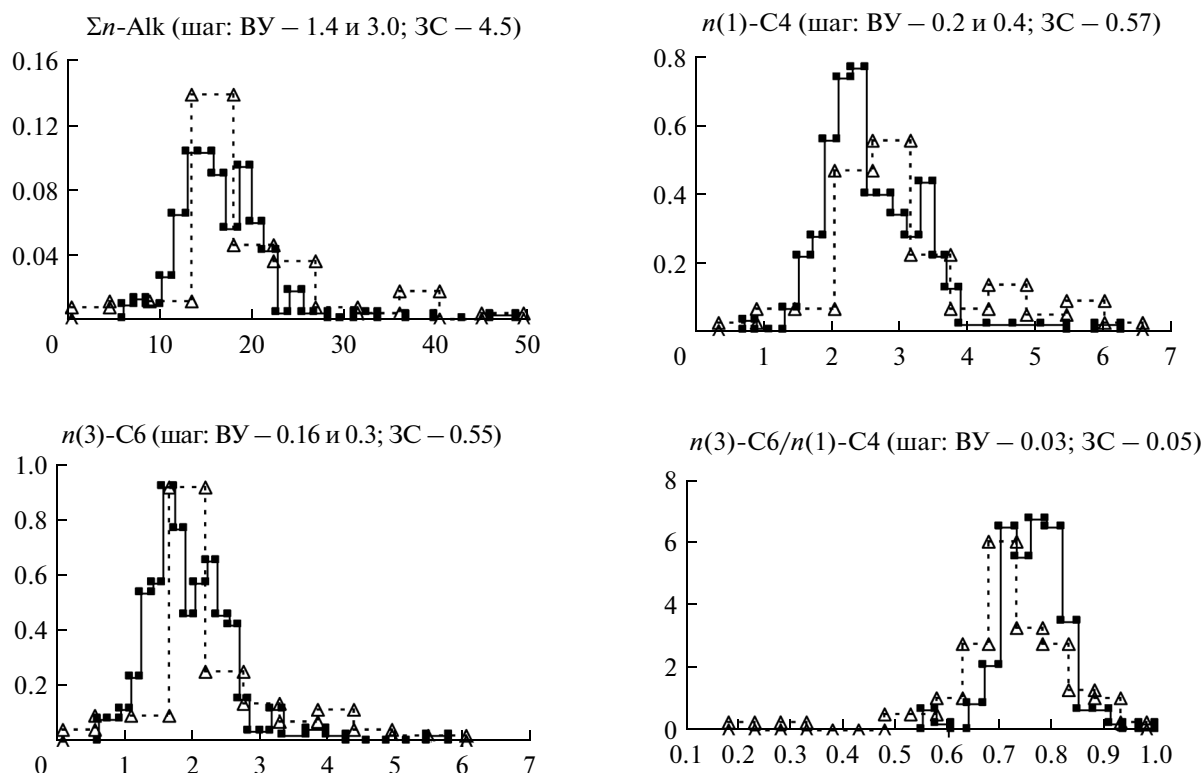 Σn-Alk (шаг: ВУ – 1.4 и 3.0; ЗС – 4.5)
0.16
0.12
0.08
0.04
0 10 20 30 40 50
n(1)-C4 (шаг: ВУ – 0.2 и 0.4; ЗС – 0.57)
0.8
0.6
0.4
0.2
0 1 2 3 4 5 6 7
n(3)-C6 (шаг: ВУ – 0.16 и 0.3; ЗС – 0.55)
1.0
0.8
0.6
0.4
0.2
0 1 2 3 4 5 6 7
n(3)-C6/n(1)-C4 (шаг: ВУ – 0.03; ЗС – 0.05)
8
6
4
2
0
0.1 0.2 0.3 0.4 0.5 0.6 0.7 0.8 0.9 1.0